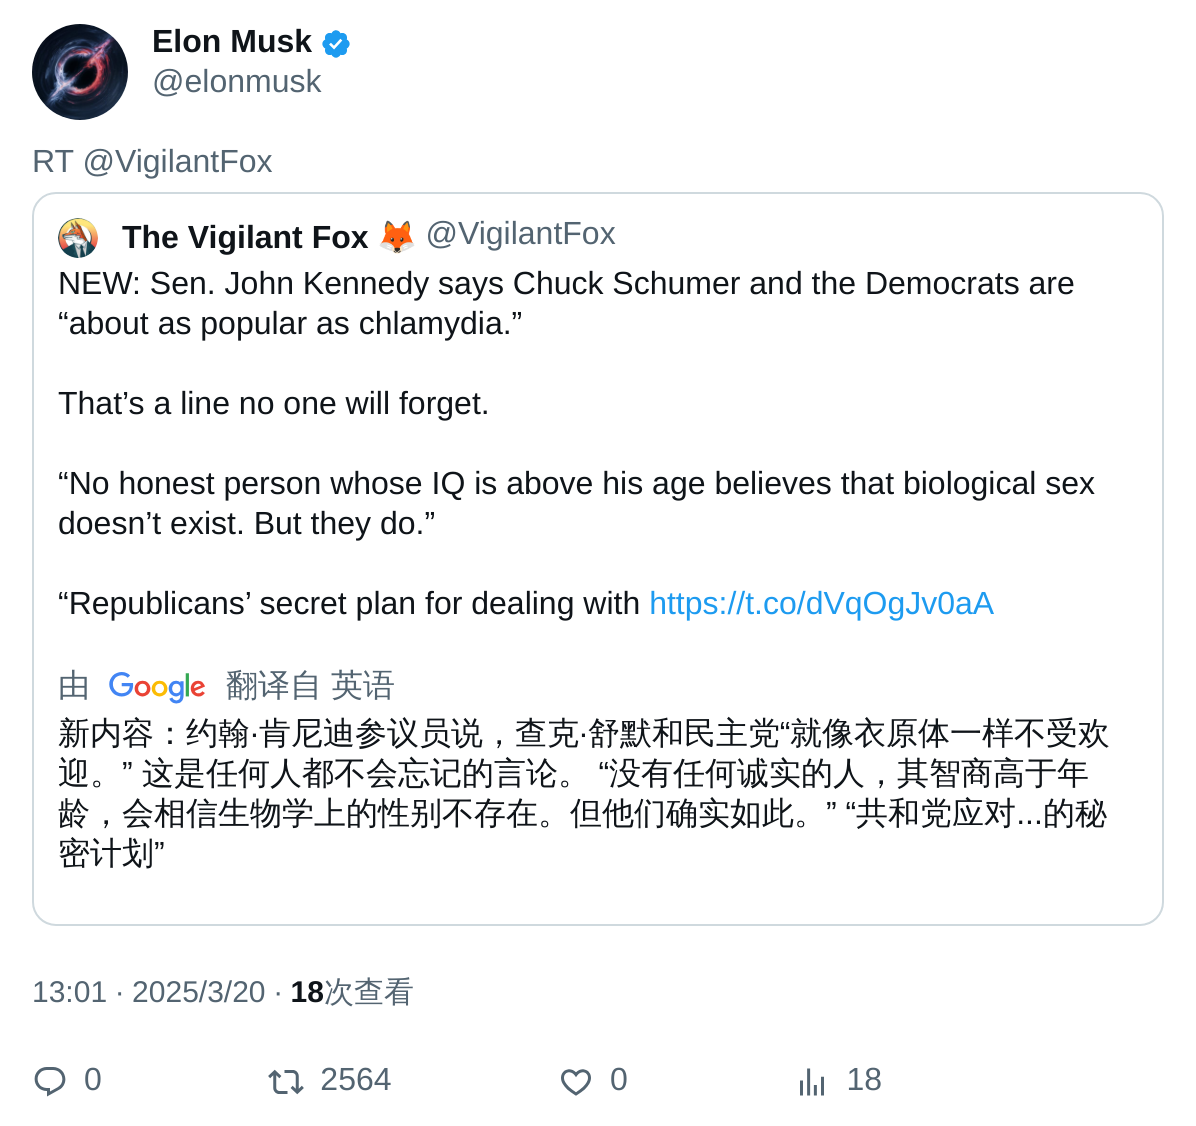 Elon Musk
@elonmusk
RT @VigilantFox
The Vigilant Fox 🦊 @VigilantFox
NEW: Sen. John Kennedy says Chuck Schumer and the Democrats are
“about as popular as chlamydia.”
That’s a line no one will forget.
“No honest person whose IQ is above his age believes that biological sex
doesn’t exist. But they do.”
“Republicans’ secret plan for dealing with https://t.co/dVqOgJv0aA
由 Google 翻译自 英语
新内容：约翰·肯尼迪参议员说，查克·舒默和民主党“就像衣原体一样不受欢
迎。” 这是任何人都不会忘记的言论。 “没有任何诚实的人，其智商高于年
龄，会相信生物学上的性别不存在。但他们确实如此。” “共和党应对...的秘
密计划”
13:01 · 2025/3/20 · 18次查看
0 2564 0 18